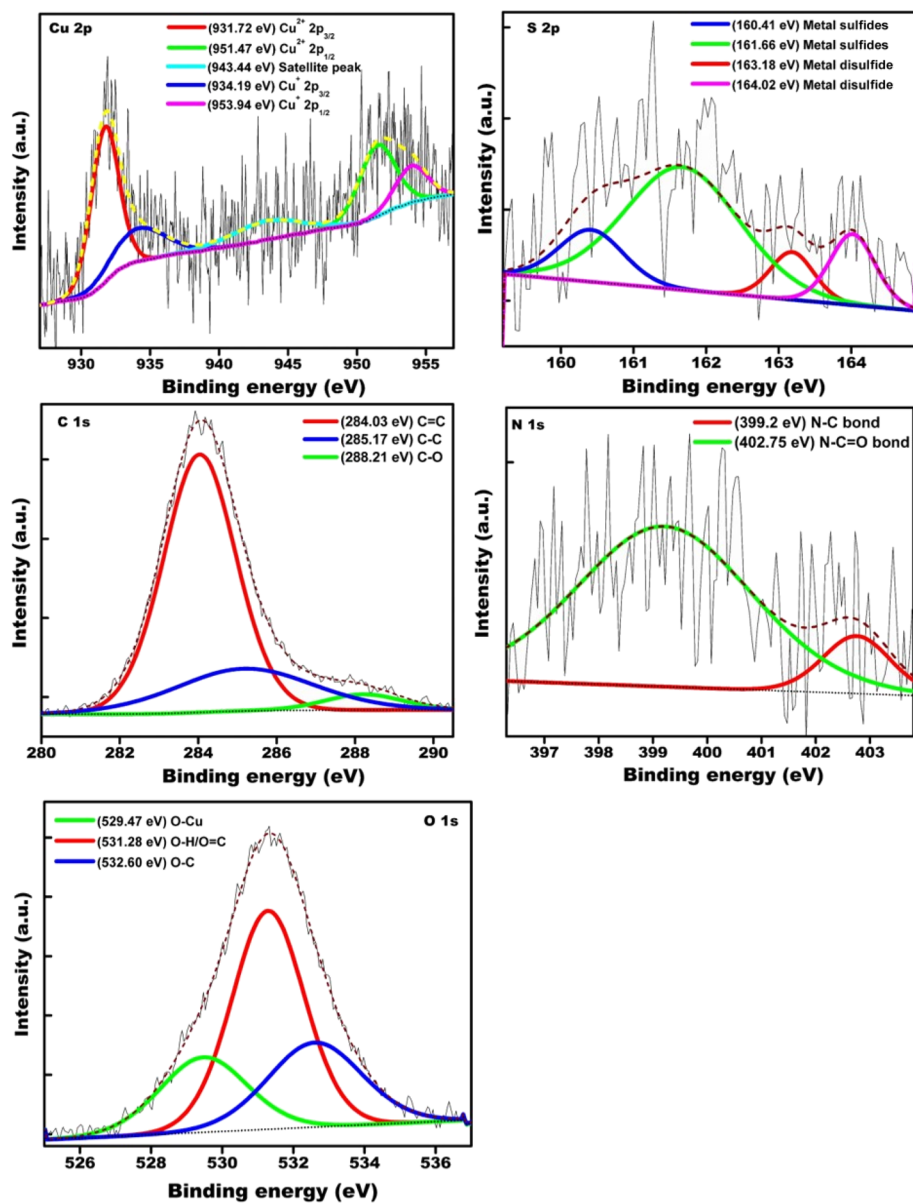 Cu 2p
(931.72 eV) Cu2+ 2p3/2
(951.47 eV) Cu2+ 2p1/2
(943.44 eV) Satellite peak
(934.19 eV) Cu+ 2p3/2
(953.94 eV) Cu+ 2p1/2
Intensity (a.u.)
930 935 940 945 950 955
Binding energy (eV)
S 2p
(160.41 eV) Metal sulfides
(161.66 eV) Metal sulfides
(163.18 eV) Metal disulfide
(164.02 eV) Metal disulfide
Intensity (a.u.)
160 161 162 163 164
Binding energy (eV)
C 1s
(284.03 eV) C=C
(285.17 eV) C-C
(288.21 eV) C-O
Intensity (a.u.)
280 282 284 286 288 290
Binding energy (eV)
N 1s
(399.2 eV) N-C bond
(402.75 eV) N-C=O bond
Intensity (a.u.)
397 398 399 400 401 402 403
Binding energy (eV)
O 1s
(529.47 eV) O-Cu
(531.28 eV) O-H/O=C
(532.60 eV) O-C
Intensity (a.u.)
526 528 530 532 534 536
Binding energy (eV)